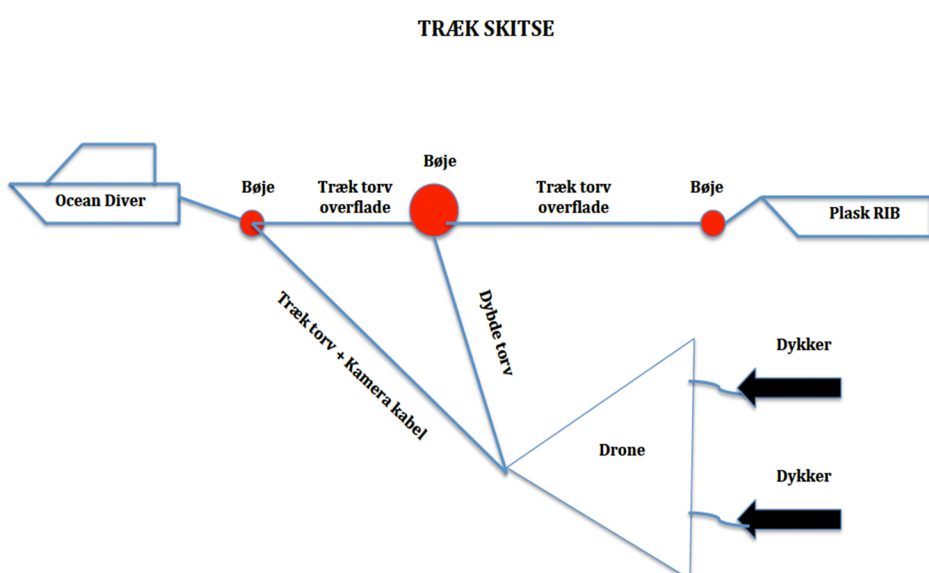 TRÆK SKITSE
Bøje
Bøje
Træk torv
overflade
Træk torv
overflade
Bøje
Ocean Diver
Plask RIB
Træk torv + Kamera kabel
Dybde torv
Dykker
Drone
Dykker